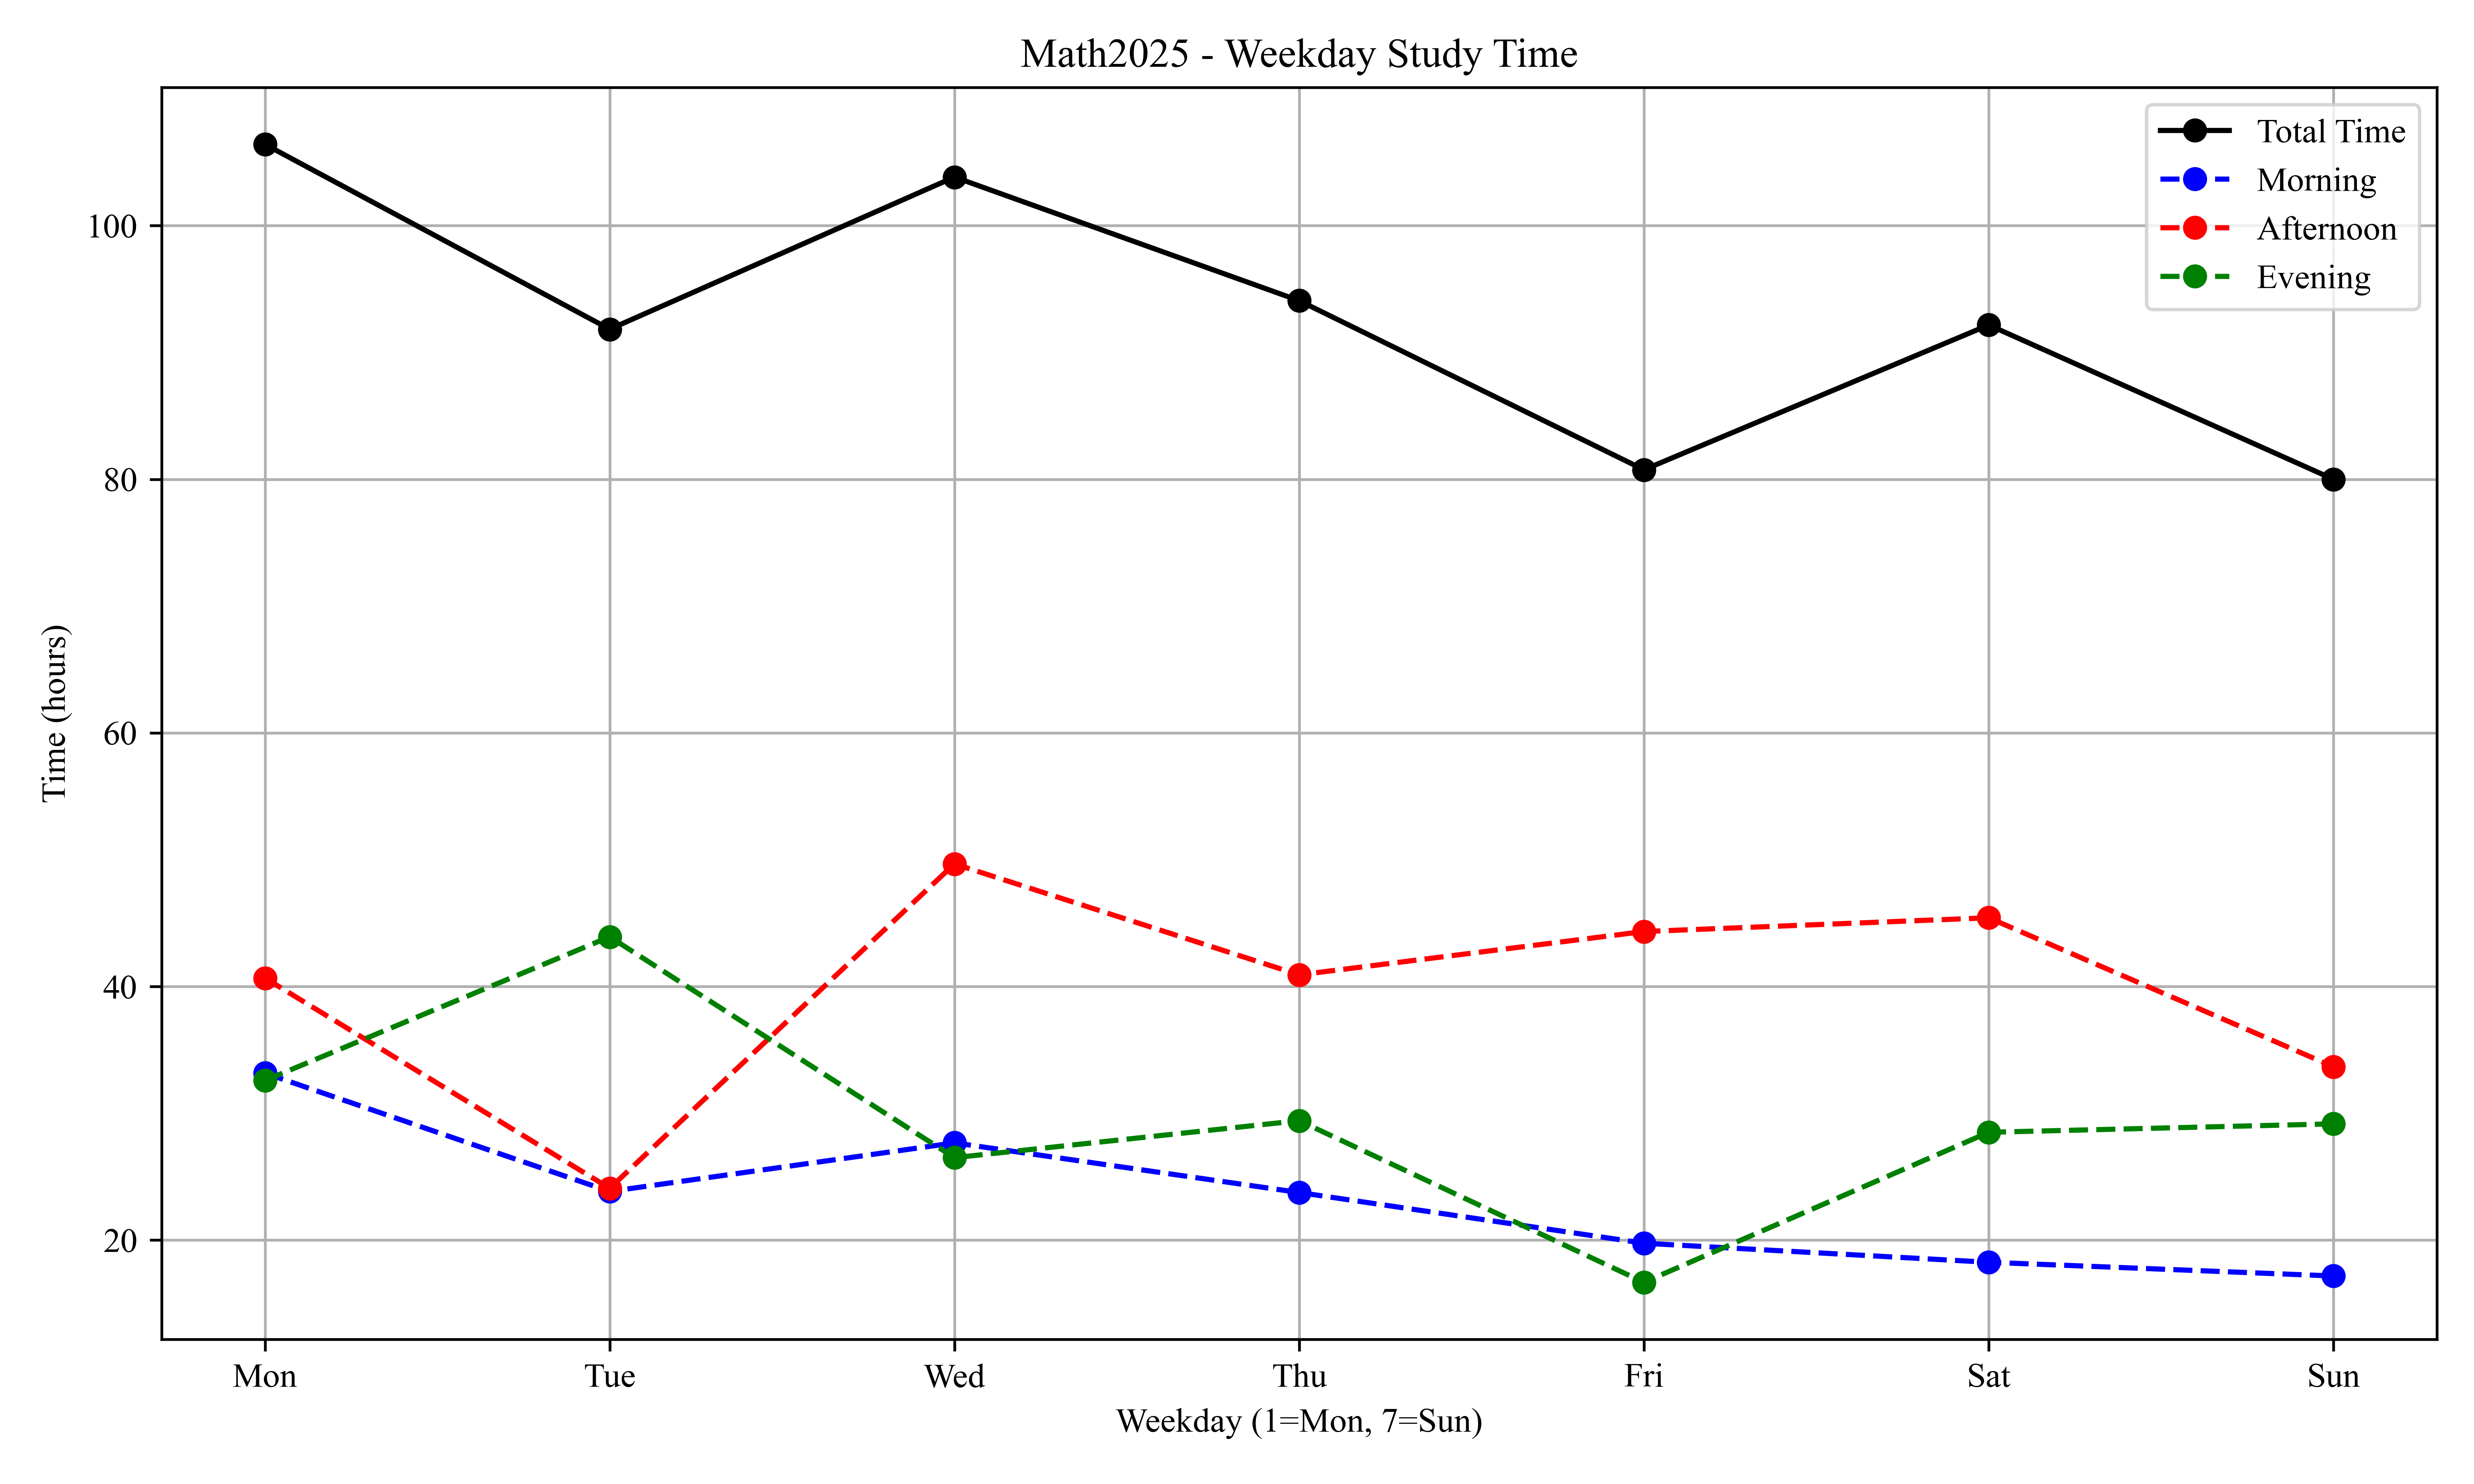 Math2025 - Weekday Study Time
Total Time
Morning
Afternoon
Evening
100
80
60
40
20
Time (hours)
Mon Tue Wed Thu Fri Sat Sun
Weekday (1=Mon, 7=Sun)